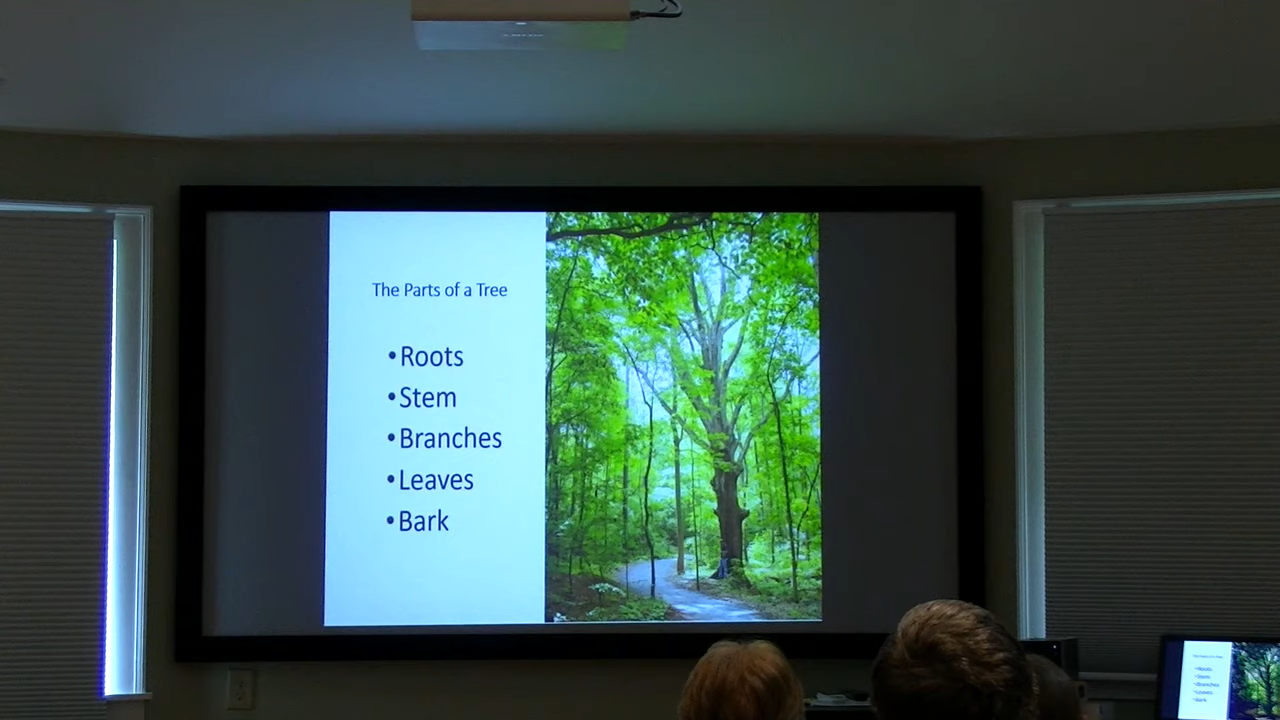 The Parts of a Tree
•Roots
•Stem
•Branches
•Leaves
•Bark